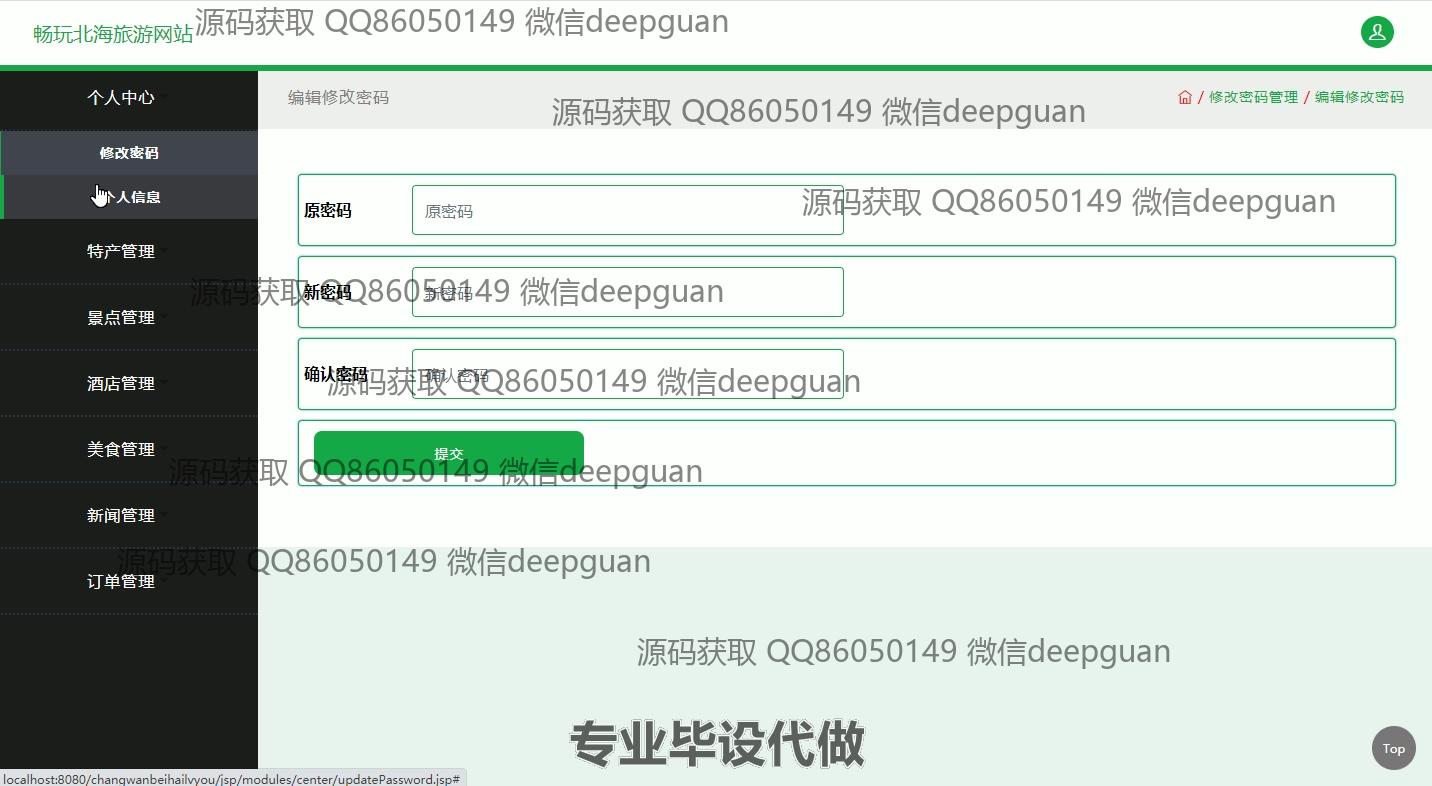 畅玩北海旅游网站
源码获取 QQ86050149 微信deepguan
个人中心
编辑修改密码
源码获取 QQ86050149 微信deepguan
/ 修改密码管理 / 编辑修改密码
修改密码
个人信息
原密码
原密码
源码获取 QQ86050149 微信deepguan
特产管理
源码获取 QQ86050149 微信deepguan
新密码
新密码
景点管理
确认密码
确认密码
源码获取 QQ86050149 微信deepguan
酒店管理
美食管理
提交
源码获取 QQ86050149 微信deepguan
新闻管理
源码获取 QQ86050149 微信deepguan
订单管理
源码获取 QQ86050149 微信deepguan
专业毕设代做
Top
localhost:8080/changwanbeihailvyou/jsp/modules/center/updatePassword.jsp#